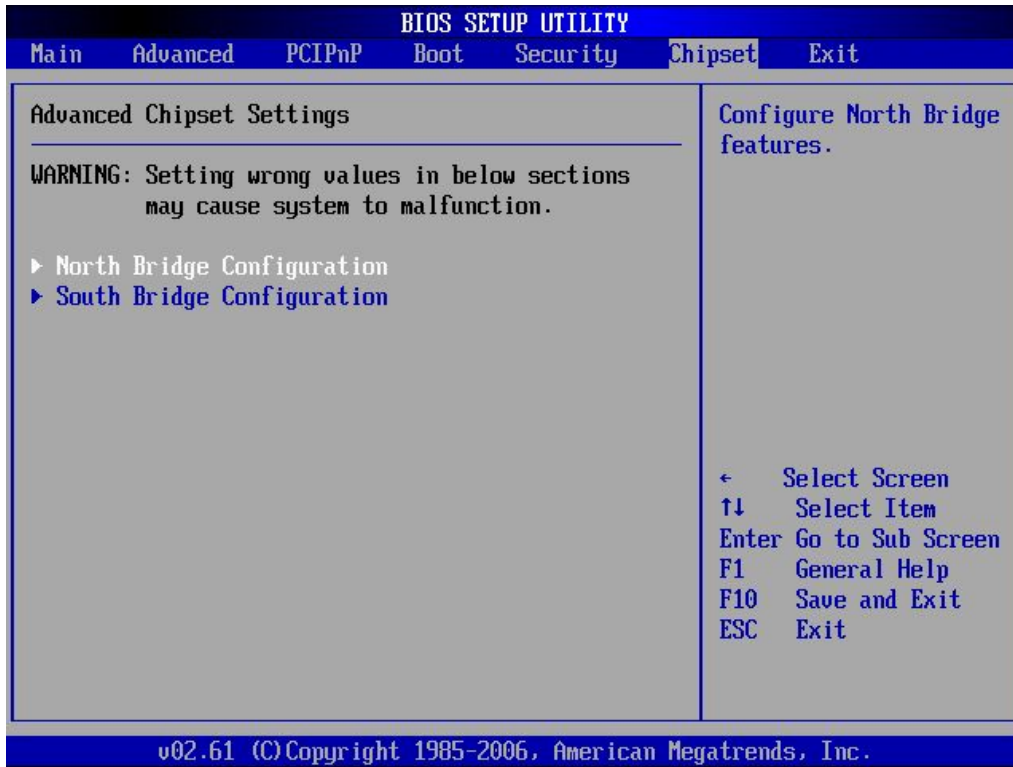 BIOS SETUP UTILITY
Main Advanced PCIPnP Boot Security Chipset Exit
Advanced Chipset Settings
WARNING: Setting wrong values in below sections
may cause system to malfunction.
▶ North Bridge Configuration
▶ South Bridge Configuration
Configure North Bridge
features.
← Select Screen
↑↓ Select Item
Enter Go to Sub Screen
F1 General Help
F10 Save and Exit
ESC Exit
v02.61 (C)Copyright 1985-2006, American Megatrends, Inc.